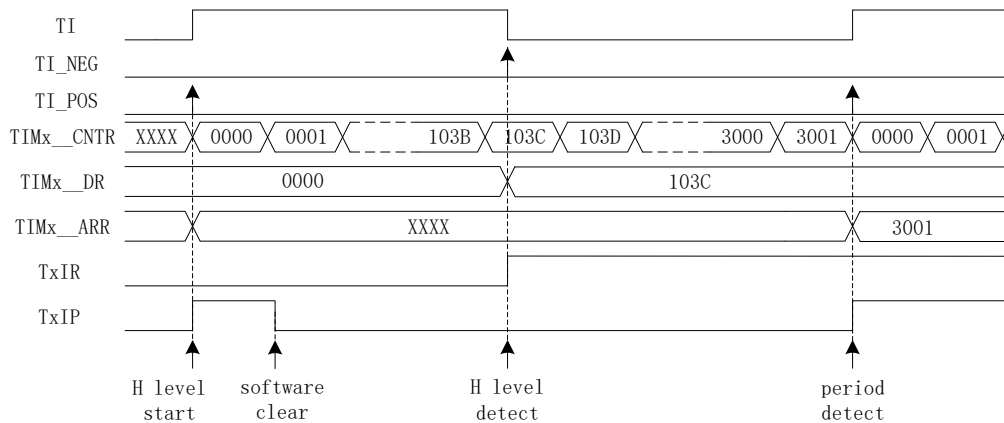 TI
TI_NEG
TI_POS
TIMx__CNTR XXXX 0000 0001 103B 103C 103D 3000 3001 0000 0001
TIMx__DR 0000 103C
TIMx__ARR XXXX 3001
TxIR
TxIP
H level start
software clear
H level detect
period detect